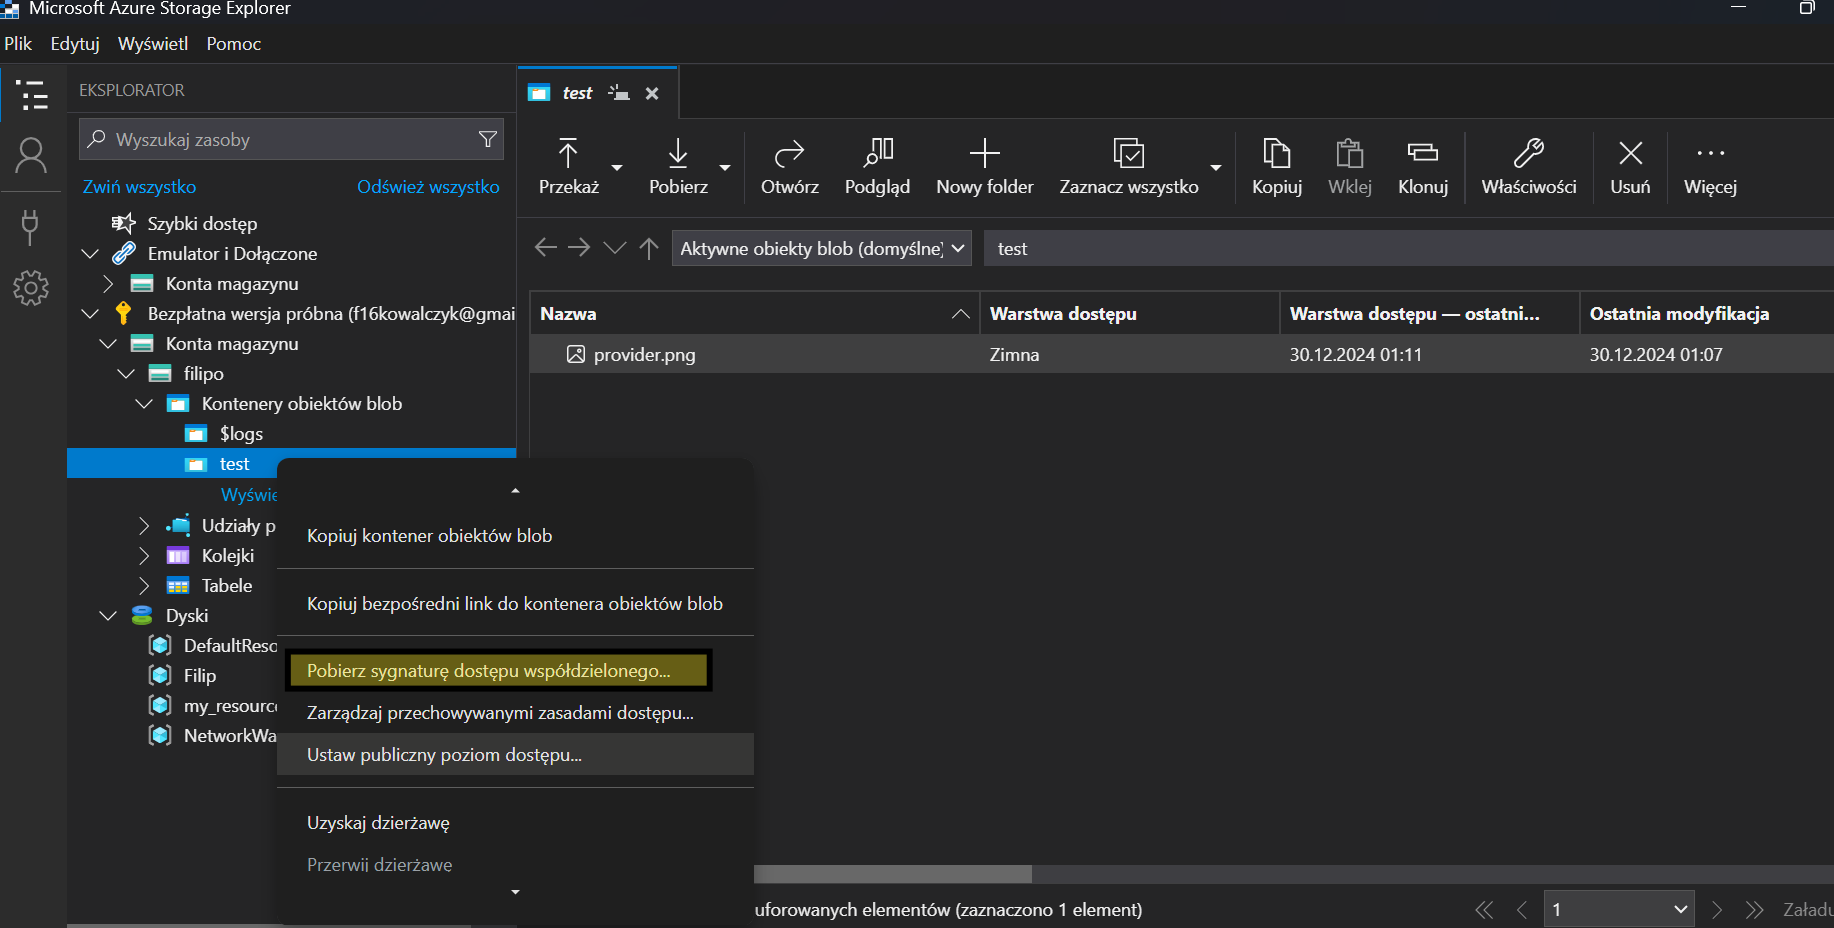 Microsoft Azure Storage Explorer
Plik Edytuj Wyświetl Pomoc
EKSPLORATOR
Wyszukaj zasoby
Zwiń wszystko Odśwież wszystko
Szybki dostęp
Emulator i Dołączone
Konta magazynu
Bezpłatna wersja próbna (f16kowalczyk@gmai
Konta magazynu
filipo
Kontenery obiektów blob
$logs
test
Wyświe
Udziały p
Kolejki
Tabele
Dyski
DefaultReso
Filip
my_resourc
NetworkWa
Kopiuj kontener obiektów blob
Kopiuj bezpośredni link do kontenera obiektów blob
Pobierz sygnaturę dostępu współdzielonego...
Zarządzaj przechowywanymi zasadami dostępu...
Ustaw publiczny poziom dostępu...
Uzyskaj dzierżawę
Przerwij dzierżawę
test
Przekaż Pobierz Otwórz Podgląd Nowy folder Zaznacz wszystko Kopiuj Wklej Klonuj Właściwości Usuń Więcej
Aktywne obiekty blob (domyślne) test
Nazwa Warstwa dostępu Warstwa dostępu — ostatni... Ostatnia modyfikacja
provider.png Zimna 30.12.2024 01:11 30.12.2024 01:07
uforowanych elementów (zaznaczono 1 element) 1 Załadu